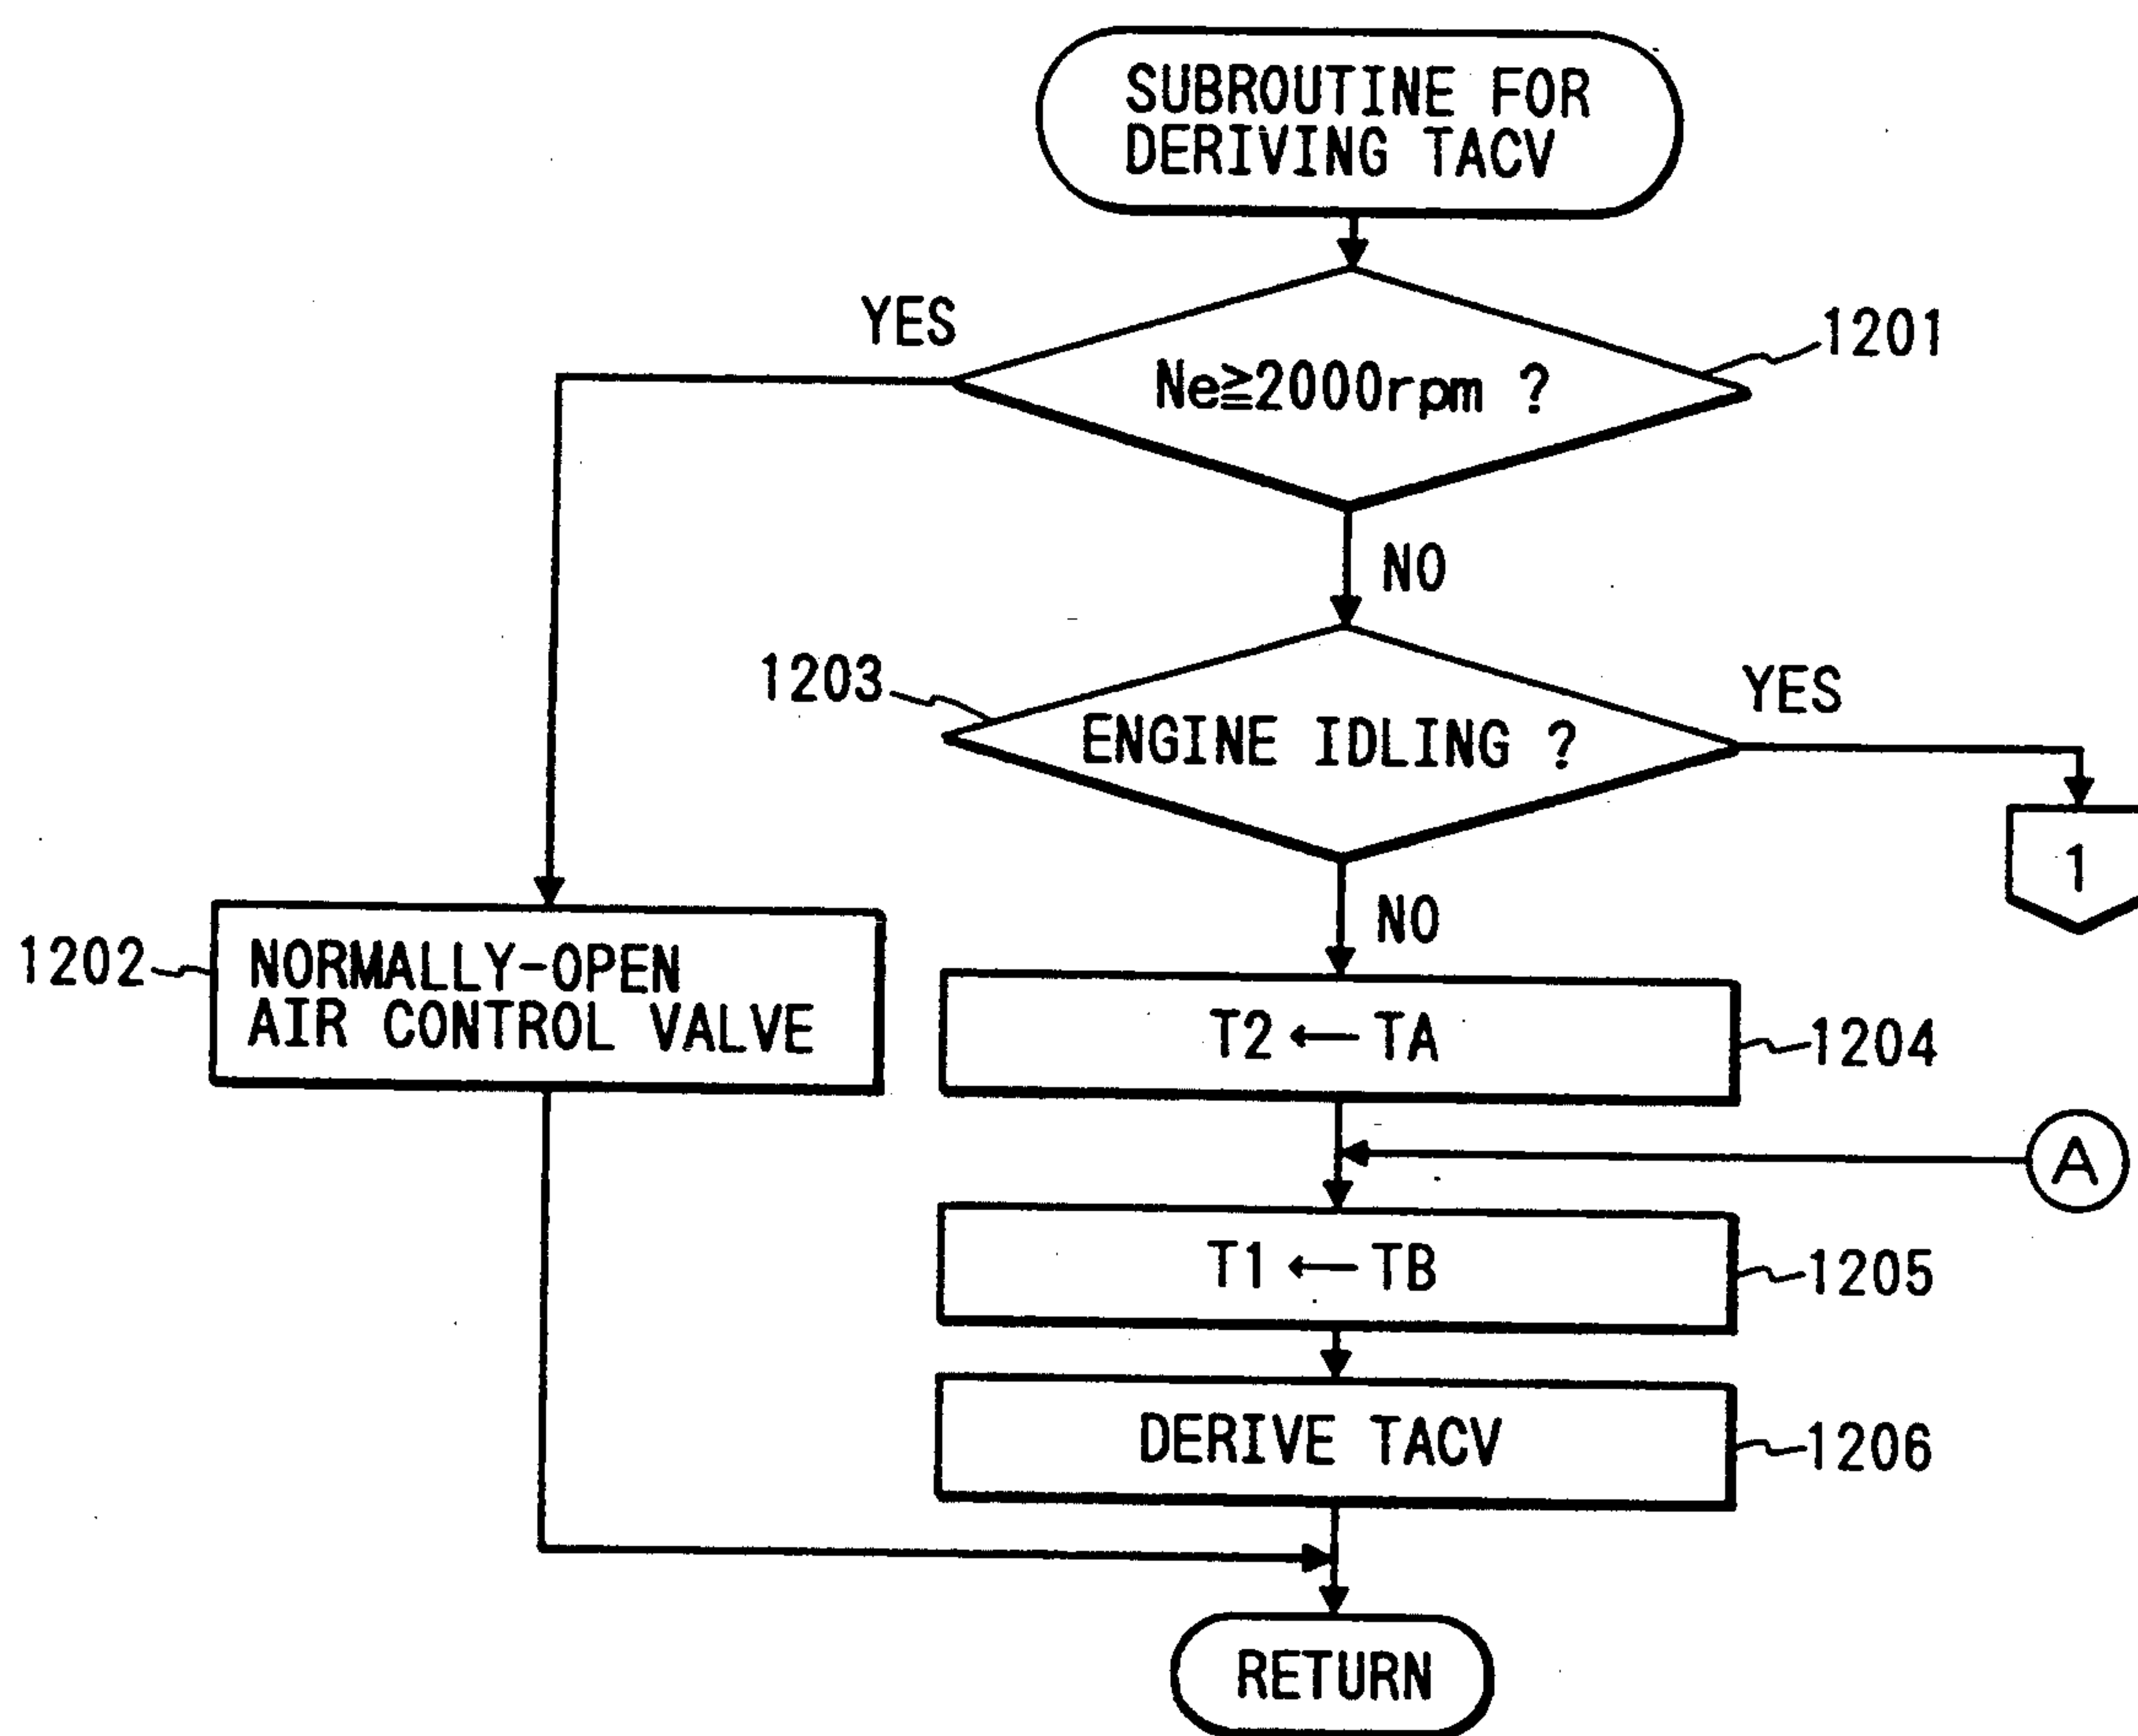 SUBROUTINE FOR
DERIVING TACV
YES
1201
Ne≧2000rpm ?
NO
1203
YES
ENGINE IDLING ?
1
NO
1202
NORMALLY-OPEN
AIR CONTROL VALVE
T2 ← TA
1204
A
T1 ← TB
1205
DERIVE TACV
1206
RETURN